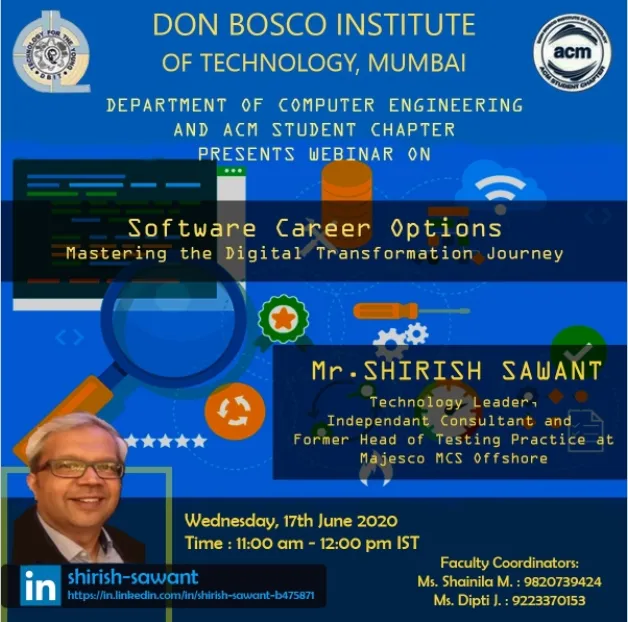 DON BOSCO INSTITUTE
OF TECHNOLOGY, MUMBAI
acm
ACM STUDENT CHAPTER
DEPARTMENT OF COMPUTER ENGINEERING
AND ACM STUDENT CHAPTER
PRESENTS WEBINAR ON
Software Career Options
Mastering the Digital Transformation Journey
Mr.SHIRISH SAWANT
Technology Leader,
Independant Consultant and
Former Head of Testing Practice at
Majesco MCS Offshore
Wednesday, 17th June 2020
Time : 11:00 am - 12:00 pm IST
in
shirish-sawant
https://in.linkedin.com/in/shirish-sawant-b475871
Faculty Coordinators:
Ms. Shainila M. : 9820739424
Ms. Dipti J. : 9223370153